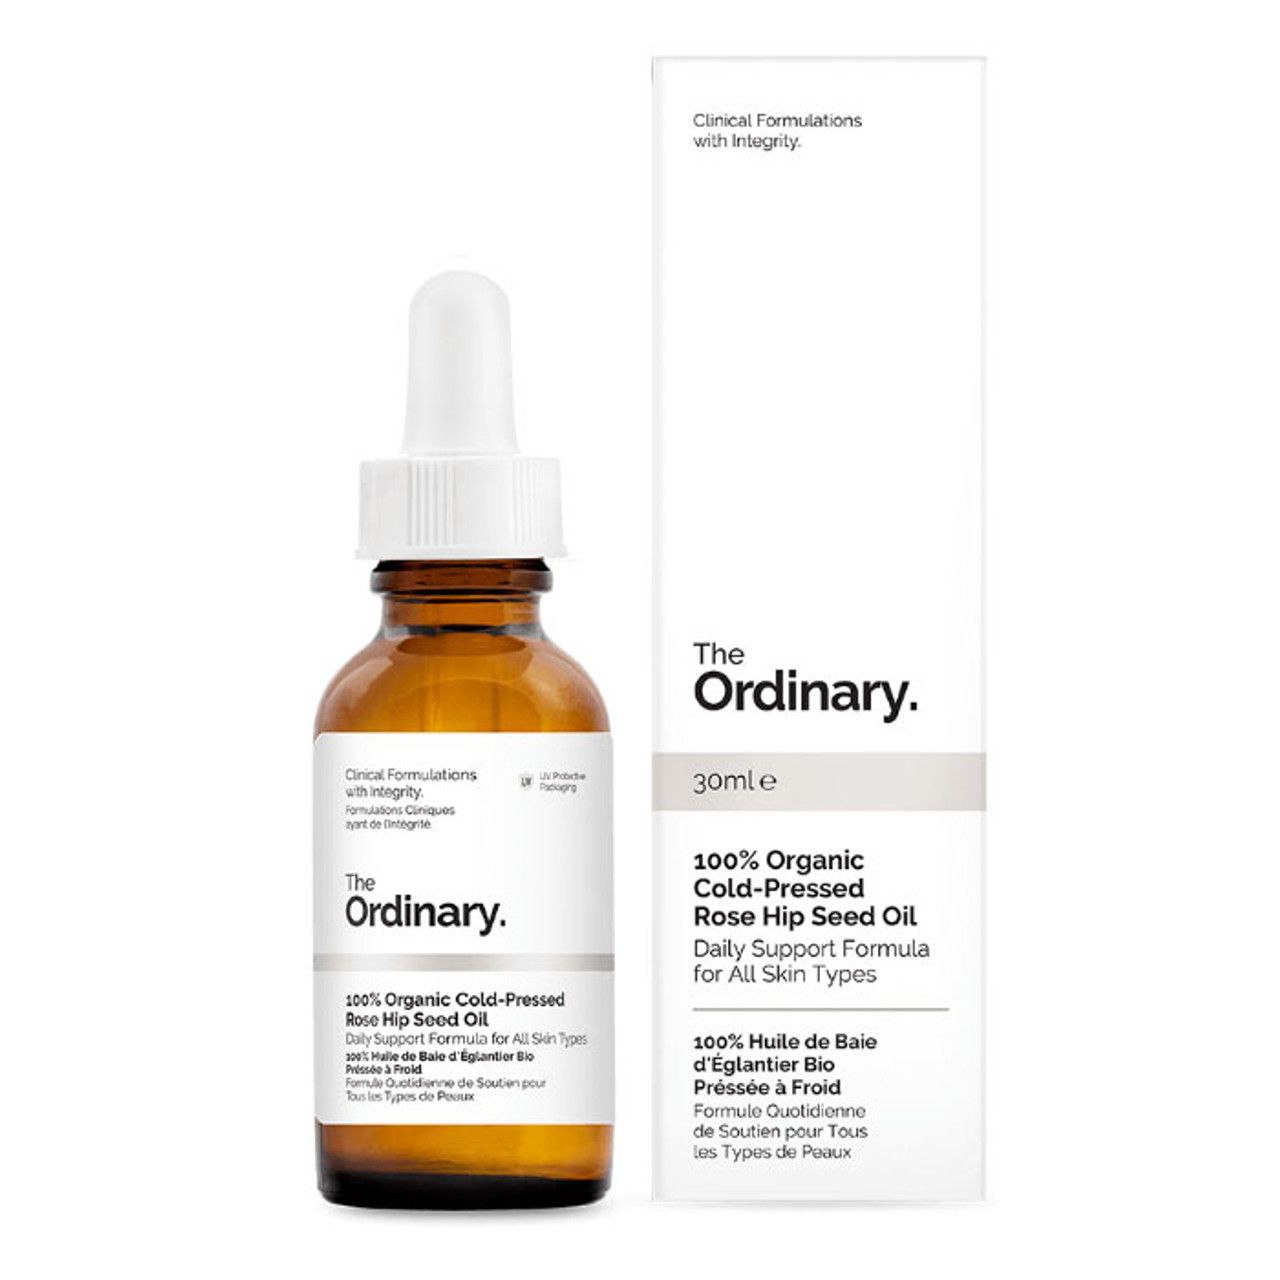 Clinical Formulations
with Integrity.
Formulations Cliniques
ayant de l'Intégrité.
UV
UV Protective
Packaging
The
Ordinary.
100% Organic Cold-Pressed
Rose Hip Seed Oil
Daily Support Formula for All Skin Types
100% Huile de Baie d'Églantier Bio
Préssée à Froid
Formule Quotidienne de Soutien pour
Tous les Types de Peaux
Clinical Formulations
with Integrity.
The
Ordinary.
30ml ℮
100% Organic
Cold-Pressed
Rose Hip Seed Oil
Daily Support Formula
for All Skin Types
100% Huile de Baie
d'Églantier Bio
Préssée à Froid
Formule Quotidienne
de Soutien pour Tous
les Types de Peaux